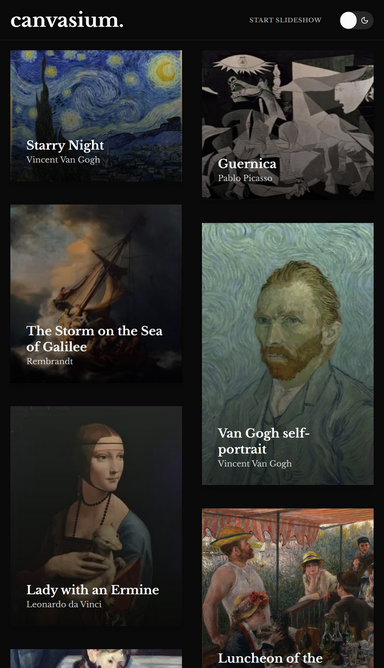 canvasium.
START SLIDESHOW
Starry Night
Vincent Van Gogh
Guernica
Pablo Picasso
The Storm on the Sea
of Galilee
Rembrandt
Van Gogh self-
portrait
Vincent Van Gogh
Lady with an Ermine
Leonardo da Vinci
Luncheon of the